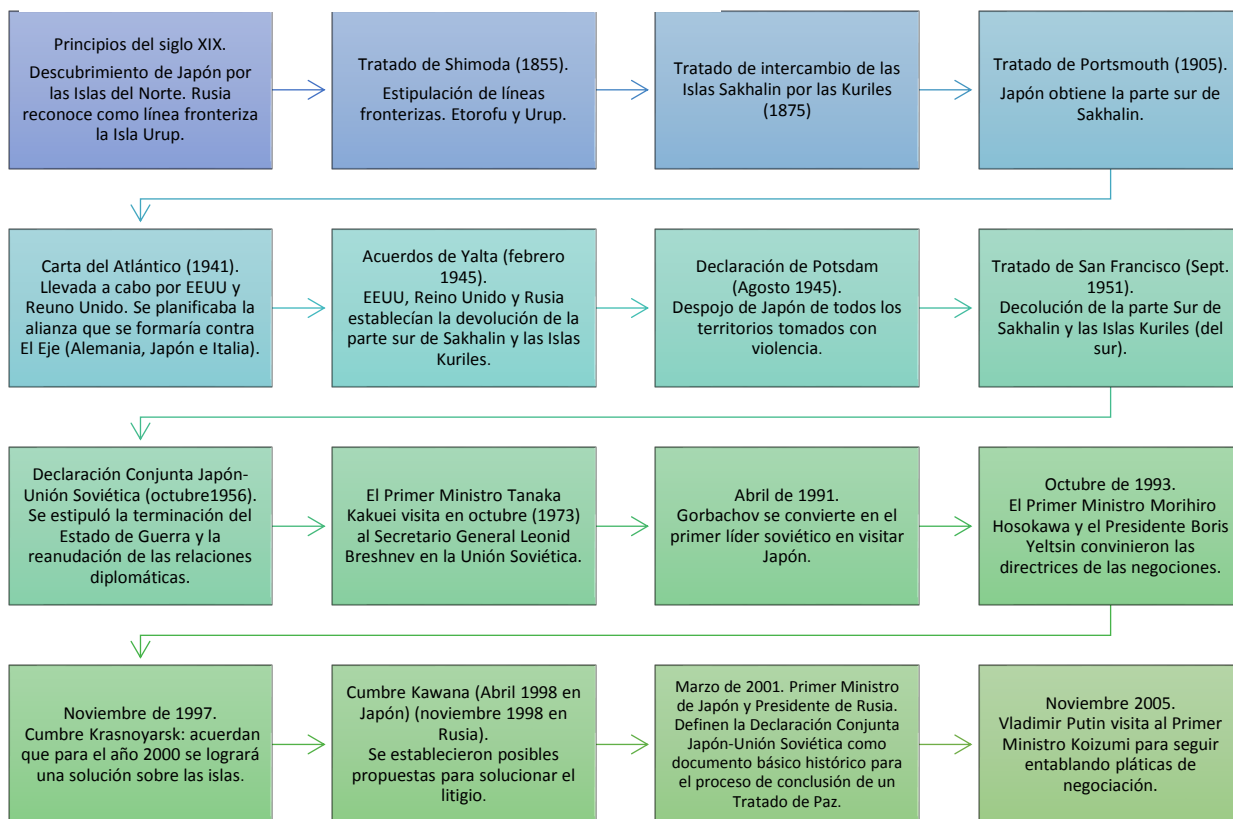 Principios del siglo XIX.
Descubrimiento de Japón por
las Islas del Norte. Rusia
reconoce como línea fronteriza
la Isla Urup.
Tratado de Shimoda (1855).
Estipulación de líneas
fronterizas. Etorofu y Urup.
Tratado de intercambio de las
Islas Sakhalin por las Kuriles
(1875)
Tratado de Portsmouth (1905).
Japón obtiene la parte sur de
Sakhalin.
Carta del Atlántico (1941).
Llevada a cabo por EEUU y
Reuno Unido. Se planificaba la
alianza que se formaría contra
El Eje (Alemania, Japón e Italia).
Acuerdos de Yalta (febrero
1945).
EEUU, Reino Unido y Rusia
establecían la devolución de la
parte sur de Sakhalin y las Islas
Kuriles.
Declaración de Potsdam
(Agosto 1945).
Despojo de Japón de todos los
territorios tomados con
violencia.
Tratado de San Francisco (Sept.
1951).
Decolución de la parte Sur de
Sakhalin y las Islas Kuriles (del
sur).
Declaración Conjunta Japón-
Unión Soviética (octubre1956).
Se estipuló la terminación del
Estado de Guerra y la
reanudación de las relaciones
diplomáticas.
El Primer Ministro Tanaka
Kakuei visita en octubre (1973)
al Secretario General Leonid
Breshnev en la Unión Soviética.
Abril de 1991.
Gorbachov se convierte en el
primer líder soviético en visitar
Japón.
Octubre de 1993.
El Primer Ministro Morihiro
Hosokawa y el Presidente Boris
Yeltsin convinieron las
directrices de las negociones.
Noviembre de 1997.
Cumbre Krasnoyarsk: acuerdan
que para el año 2000 se logrará
una solución sobre las islas.
Cumbre Kawana (Abril 1998 en
Japón) (noviembre 1998 en
Rusia).
Se establecieron posibles
propuestas para solucionar el
litigio.
Marzo de 2001. Primer Ministro
de Japón y Presidente de Rusia.
Definen la Declaración Conjunta
Japón-Unión Soviética como
documento básico histórico para
el proceso de conclusión de un
Tratado de Paz.
Noviembre 2005.
Vladimir Putin visita al Primer
Ministro Koizumi para seguir
entablando pláticas de
negociación.